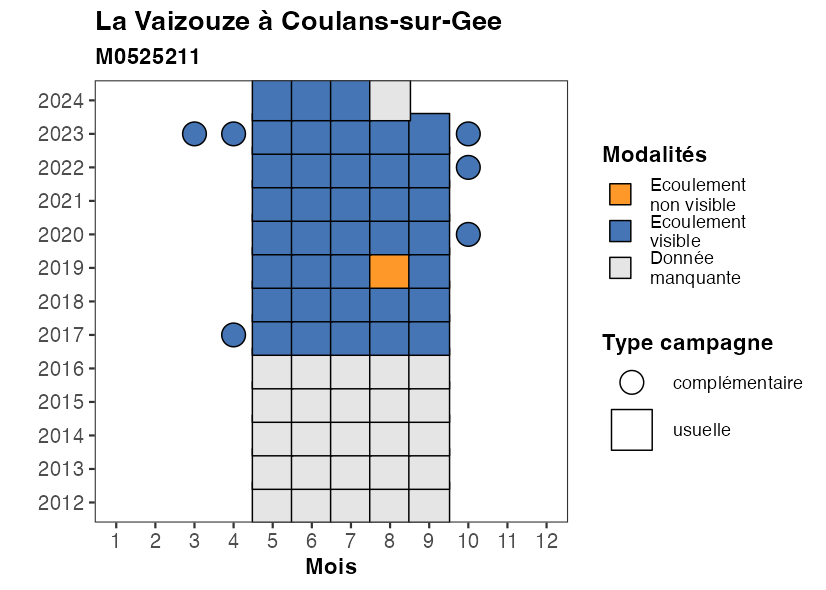 La Vaizouze à Coulans-sur-Gee
M0525211
2024
2023
2022
2021
2020
2019
2018
2017
2016
2015
2014
2013
2012
1 2 3 4 5 6 7 8 9 10 11 12
Mois
Modalités
Ecoulement
non visible
Ecoulement
visible
Donnée
manquante
Type campagne
complémentaire
usuelle